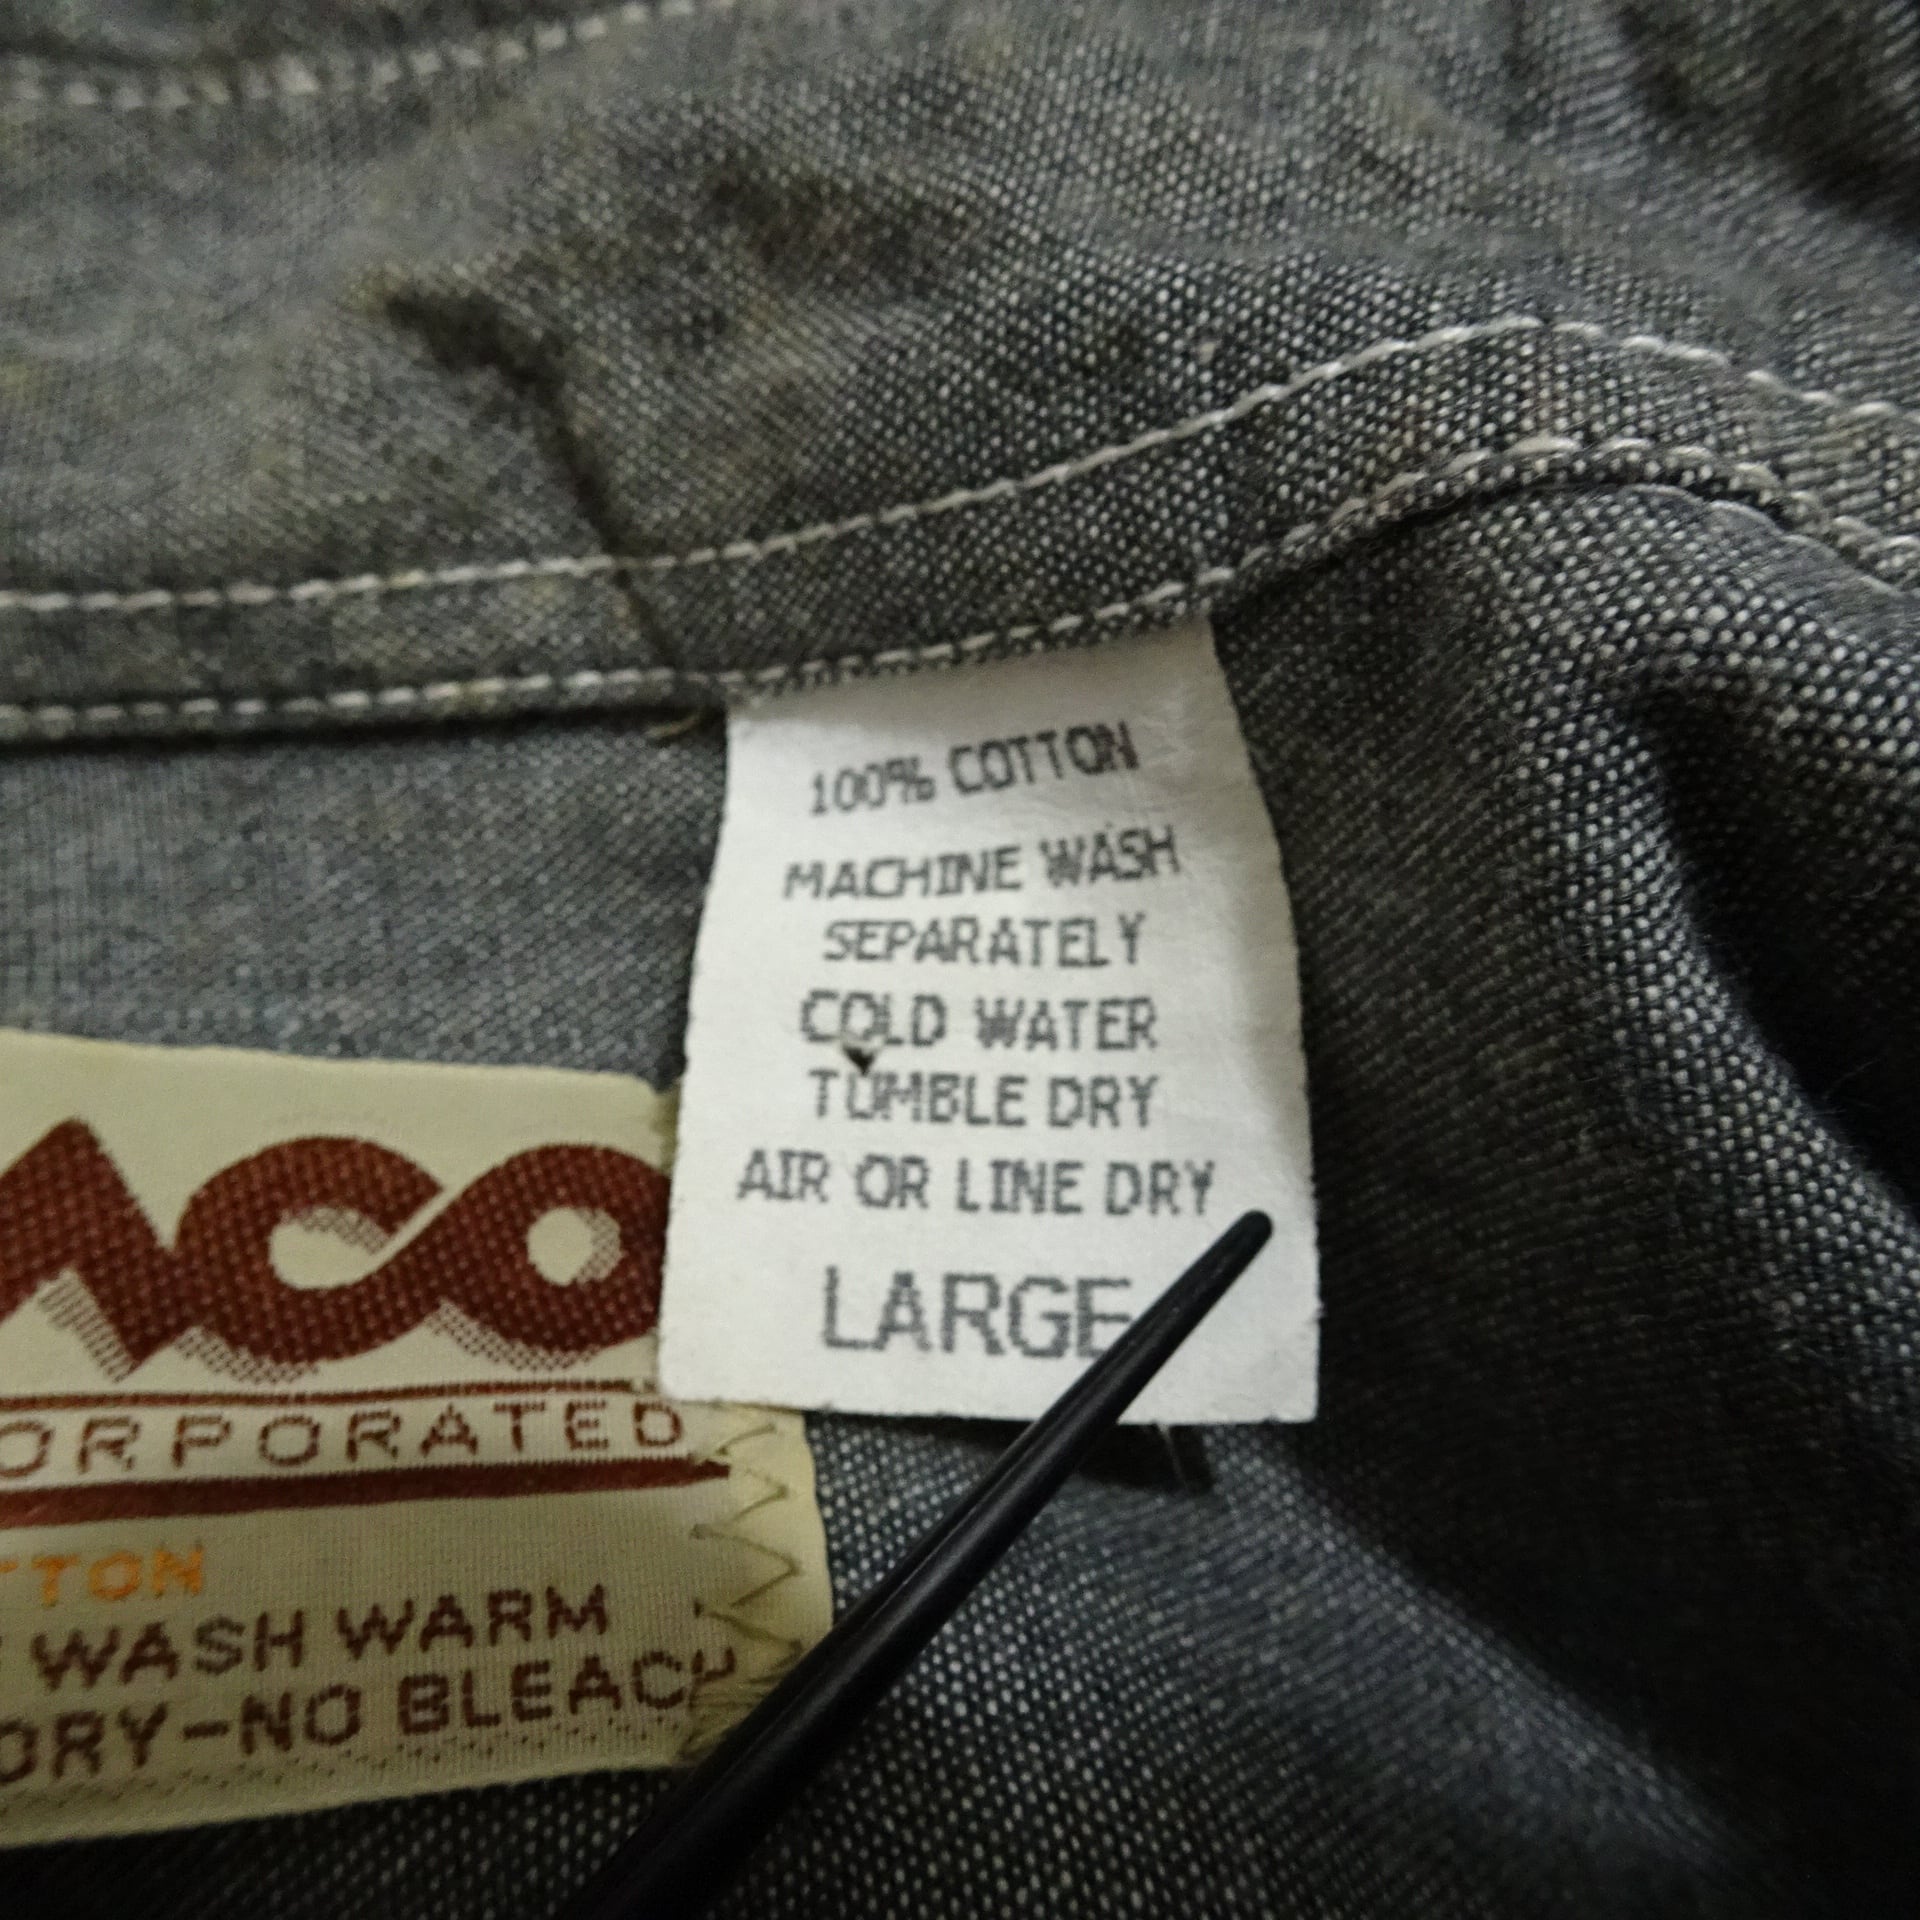 100% COTTON
MACHINE WASH
SEPARATELY
COLD WATER
TUMBLE DRY
AIR OR LINE DRY
LARGE
ACO
ORPORATED
TTON
WASH WARM
DRY-NO BLEACH